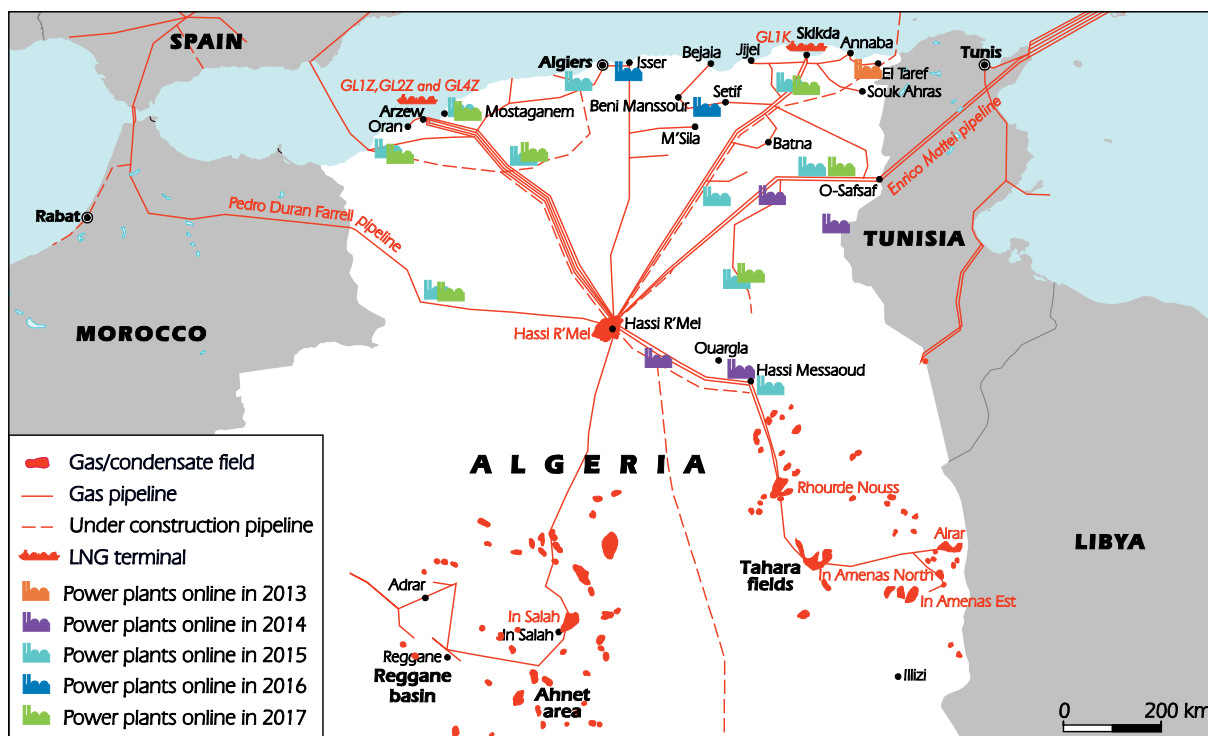 SPAIN
GL1K
Skikda
Annaba
Tunis
Algiers
Isser
Bejaia
Jijel
El Taref
GL1Z,GL2Z and GL4Z
Arzew
Mostaganem
Beni Manssour
Setif
Souk Ahras
Oran
M'Sila
Batna
O-Safsaf
Enrico Mattei pipeline
Rabat
Pedro Duran Farrell pipeline
TUNISIA
MOROCCO
Hassi R'Mel
Hassi R'Mel
Ouargla
Hassi Messaoud
ALGERIA
Rhourde Nouss
Alrar
LIBYA
Tahara
fields
In Amenas North
In Amenas Est
Adrar
In Salah
In Salah
Reggane
Reggane
basin
Ahnet
area
Illizi
Gas/condensate field
Gas pipeline
Under construction pipeline
LNG terminal
Power plants online in 2013
Power plants online in 2014
Power plants online in 2015
Power plants online in 2016
Power plants online in 2017
0 200 km